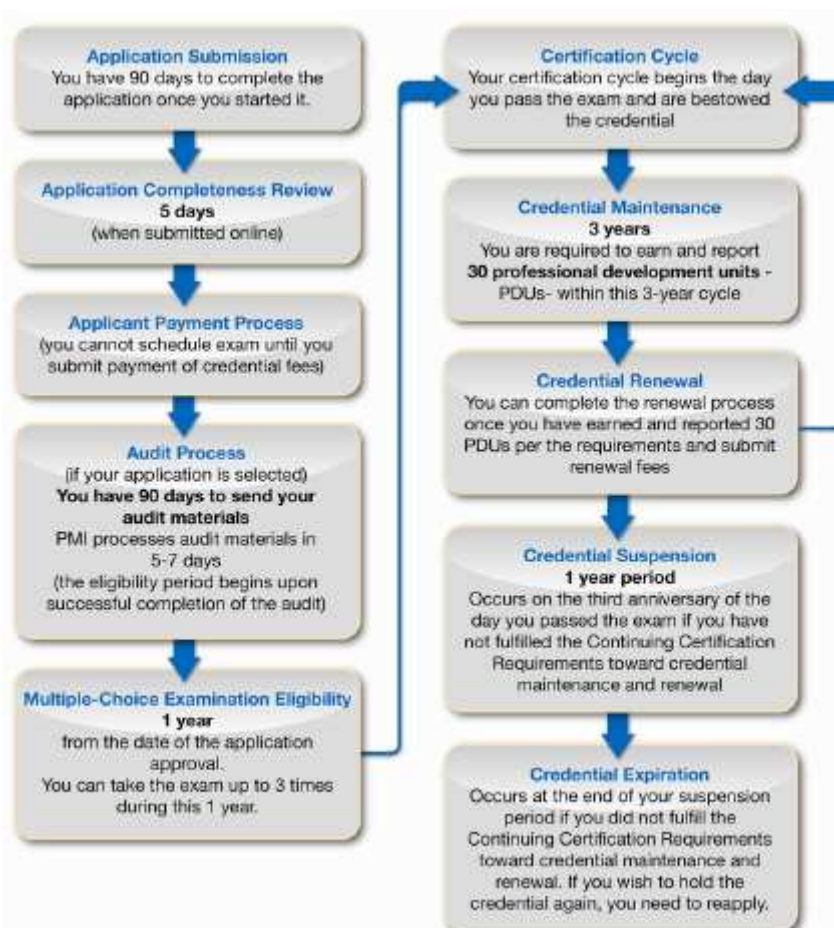 Application Submission
You have 90 days to complete the
application once you started it.
Application Completeness Review
5 days
(when submitted online)
Applicant Payment Process
(you cannot schedule exam until you
submit payment of credential fees)
Audit Process
(if your application is selected)
You have 90 days to send your
audit materials
PMI processes audit materials in
5-7 days
(the eligibility period begins upon
successful completion of the audit)
Multiple-Choice Examination Eligibility
1 year
from the date of the application
approval.
You can take the exam up to 3 times
during this 1 year.
Certification Cycle
Your certification cycle begins the day
you pass the exam and are bestowed
the credential
Credential Maintenance
3 years
You are required to earn and report
30 professional development units -
PDUs- within this 3-year cycle
Credential Renewal
You can complete the renewal process
once you have earned and reported 30
PDUs per the requirements and submit
renewal fees
Credential Suspension
1 year period
Occurs on the third anniversary of the
day you passed the exam if you have
not fulfilled the Continuing Certification
Requirements toward credential
maintenance and renewal
Credential Expiration
Occurs at the end of your suspension
period if you did not fulfill the
Continuing Certification Requirements
toward credential maintenance and
renewal. If you wish to hold the
credential again, you need to reapply.